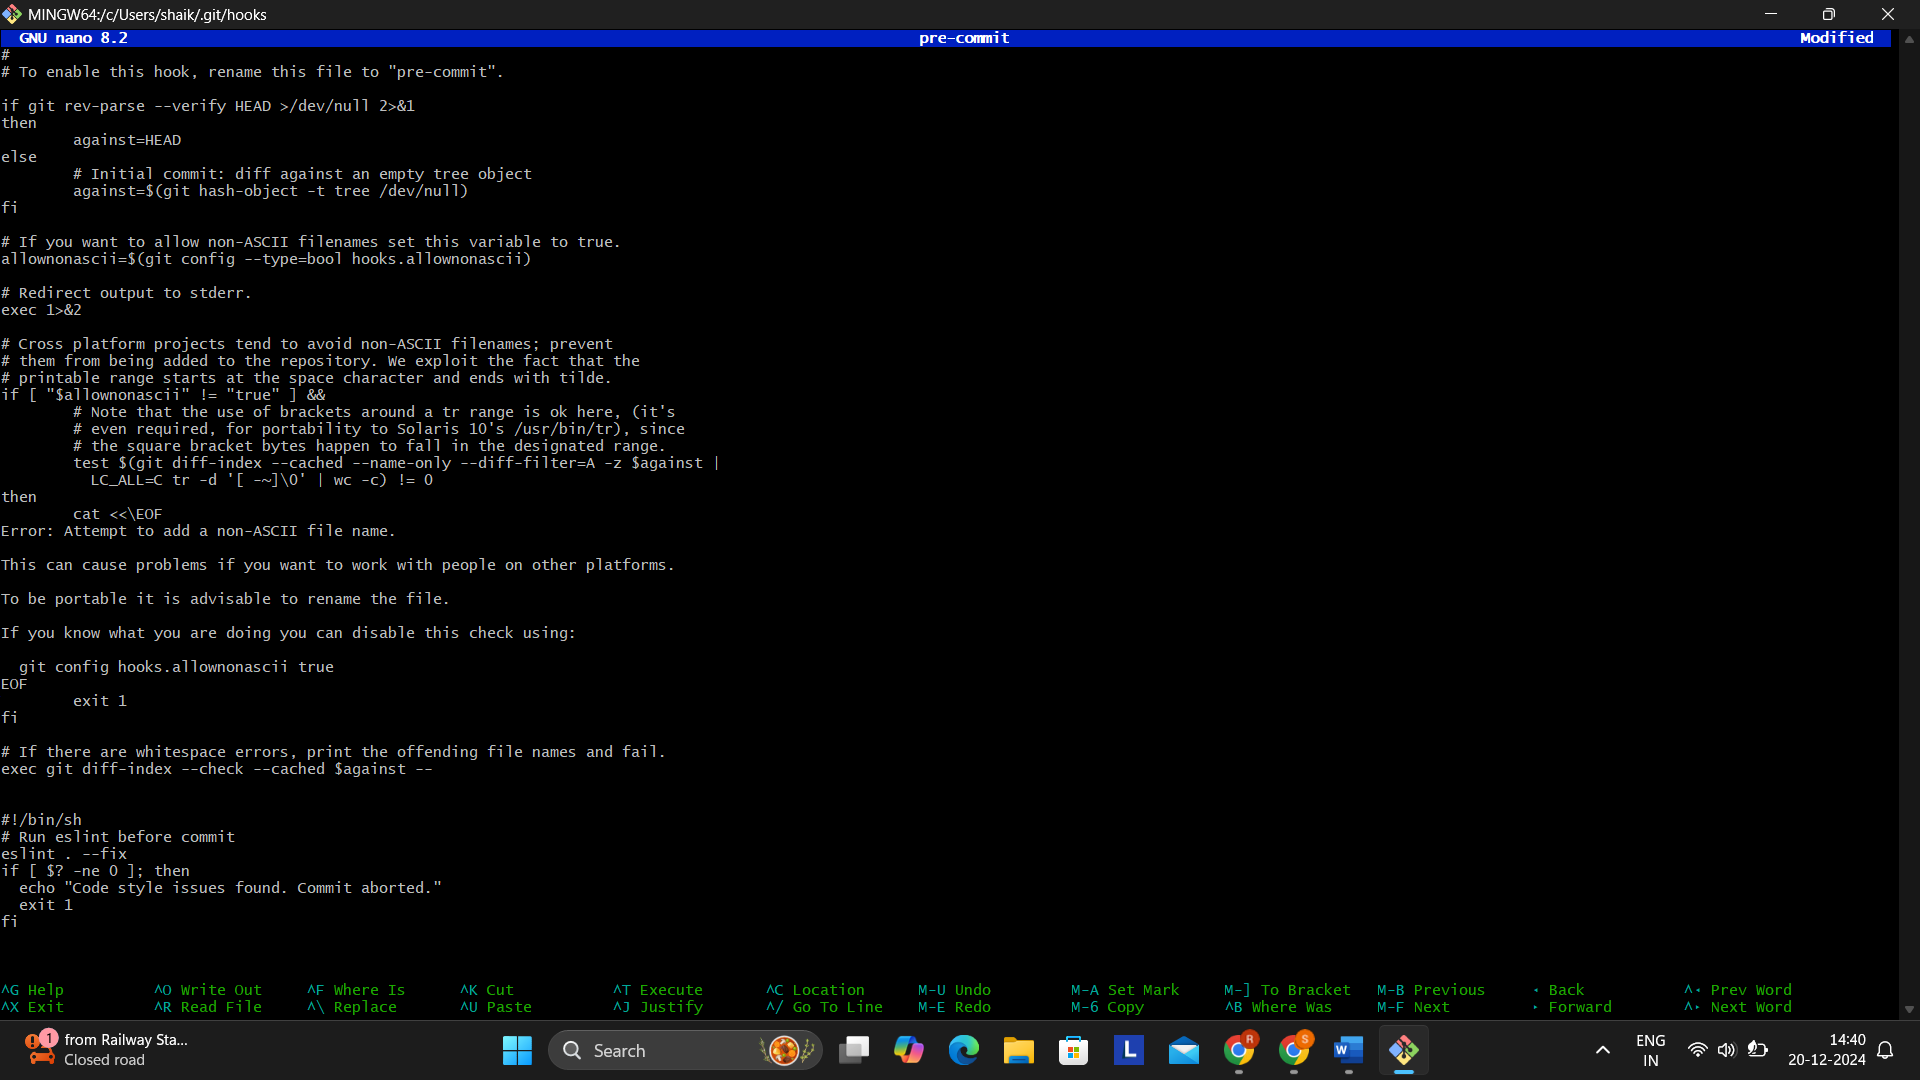 MINGW64:/c/Users/shaik/.git/hooks
GNU nano 8.2 pre-commit Modified
#
# To enable this hook, rename this file to "pre-commit".
if git rev-parse --verify HEAD >/dev/null 2>&1
then
        against=HEAD
else
        # Initial commit: diff against an empty tree object
        against=$(git hash-object -t tree /dev/null)
fi
# If you want to allow non-ASCII filenames set this variable to true.
allownonascii=$(git config --type=bool hooks.allownonascii)
# Redirect output to stderr.
exec 1>&2
# Cross platform projects tend to avoid non-ASCII filenames; prevent
# them from being added to the repository. We exploit the fact that the
# printable range starts at the space character and ends with tilde.
if [ "$allownonascii" != "true" ] &&
        # Note that the use of brackets around a tr range is ok here, (it's
        # even required, for portability to Solaris 10's /usr/bin/tr), since
        # the square bracket bytes happen to fall in the designated range.
        test $(git diff-index --cached --name-only --diff-filter=A -z $against |
          LC_ALL=C tr -d '[ -~]\0' | wc -c) != 0
then
        cat <<\EOF
Error: Attempt to add a non-ASCII file name.
This can cause problems if you want to work with people on other platforms.
To be portable it is advisable to rename the file.
If you know what you are doing you can disable this check using:
  git config hooks.allownonascii true
EOF
        exit 1
fi
# If there are whitespace errors, print the offending file names and fail.
exec git diff-index --check --cached $against --
#!/bin/sh
# Run eslint before commit
eslint . --fix
if [ $? -ne 0 ]; then
  echo "Code style issues found. Commit aborted."
  exit 1
fi
^G Help ^O Write Out ^F Where Is ^K Cut ^T Execute ^C Location M-U Undo M-A Set Mark M-] To Bracket M-B Previous ◂ Back ^◂ Prev Word
^X Exit ^R Read File ^\ Replace ^U Paste ^J Justify ^/ Go To Line M-E Redo M-6 Copy ^B Where Was M-F Next ▸ Forward ^▸ Next Word
1
from Railway Sta...
Closed road
Search
L
R
S
W
ENG
IN
14:40
20-12-2024